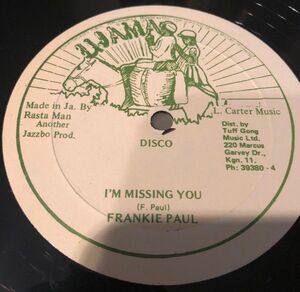 UJAMA
Made in Ja. By
Rasta Man
Another
Jazzbo Prod.
L. Carter Music
Dist. by
Tuff Gong
Music Ltd.
220 Marcus
Garvey Dr.,
Kgn. 11,
Ph: 39380 - 4
DISCO
I'M MISSING YOU
(F. Paul)
FRANKIE PAUL